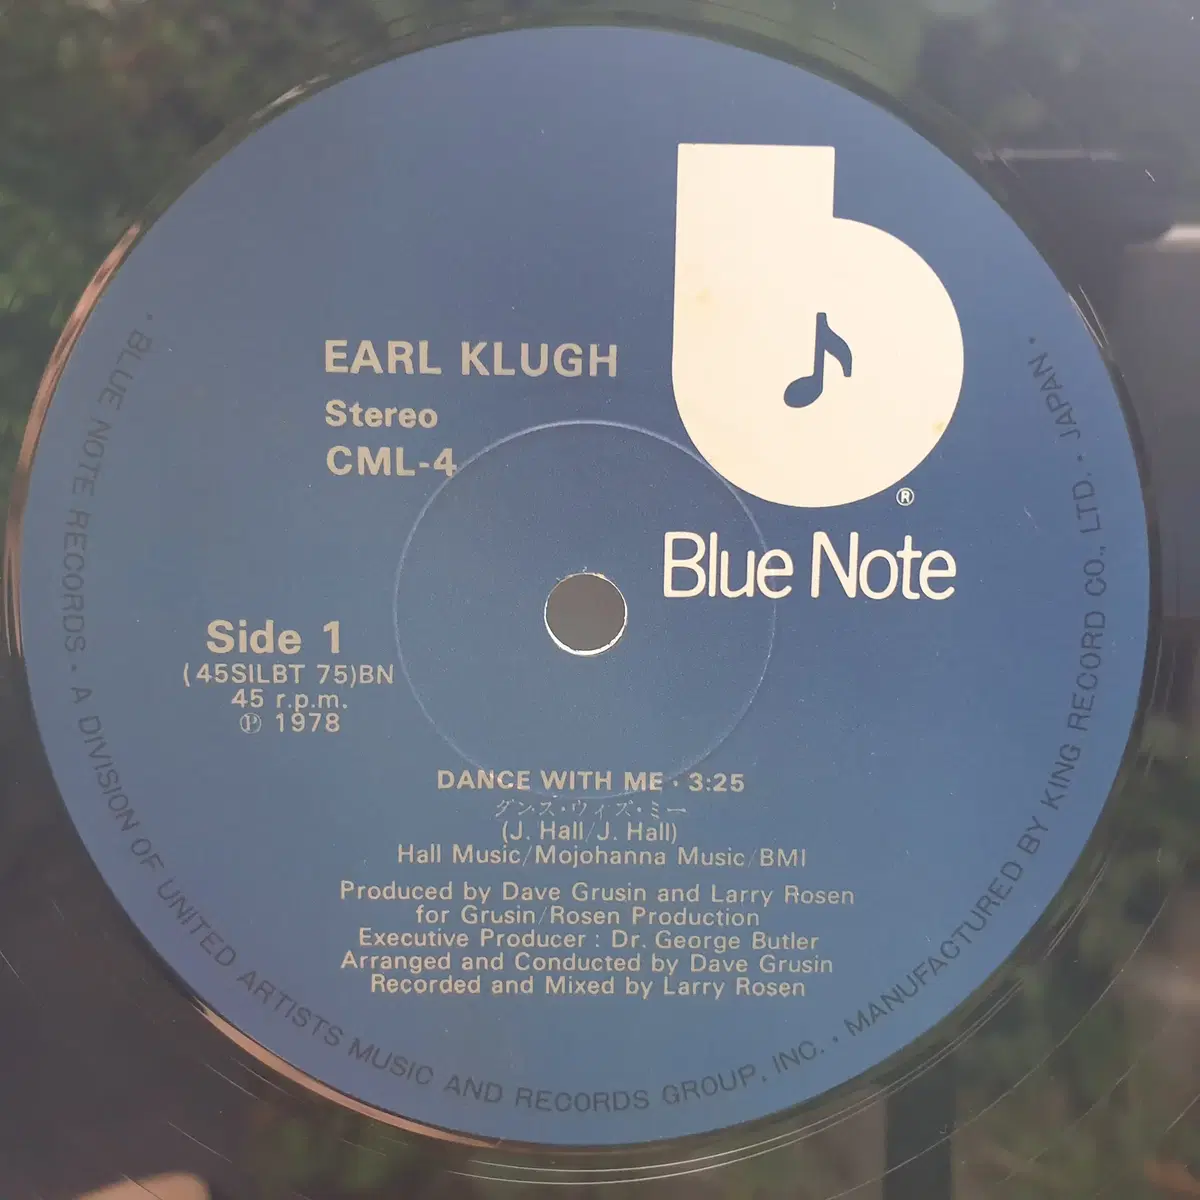 EARL KLUGH
Stereo
CML-4
®
Blue Note
Side 1
(45SILBT 75)BN
45 r.p.m.
Ⓟ 1978
DANCE WITH ME · 3:25
ダンス・ウィズ・ミー
(J. Hall/J. Hall)
Hall Music/Mojohanna Music/BMI
Produced by Dave Grusin and Larry Rosen
for Grusin/Rosen Production
Executive Producer : Dr. George Butler
Arranged and Conducted by Dave Grusin
Recorded and Mixed by Larry Rosen
· BLUE NOTE RECORDS · A DIVISION OF UNITED ARTISTS MUSIC AND RECORDS GROUP, INC. · MANUFACTURED BY KING RECORD CO., LTD. · JAPAN ·